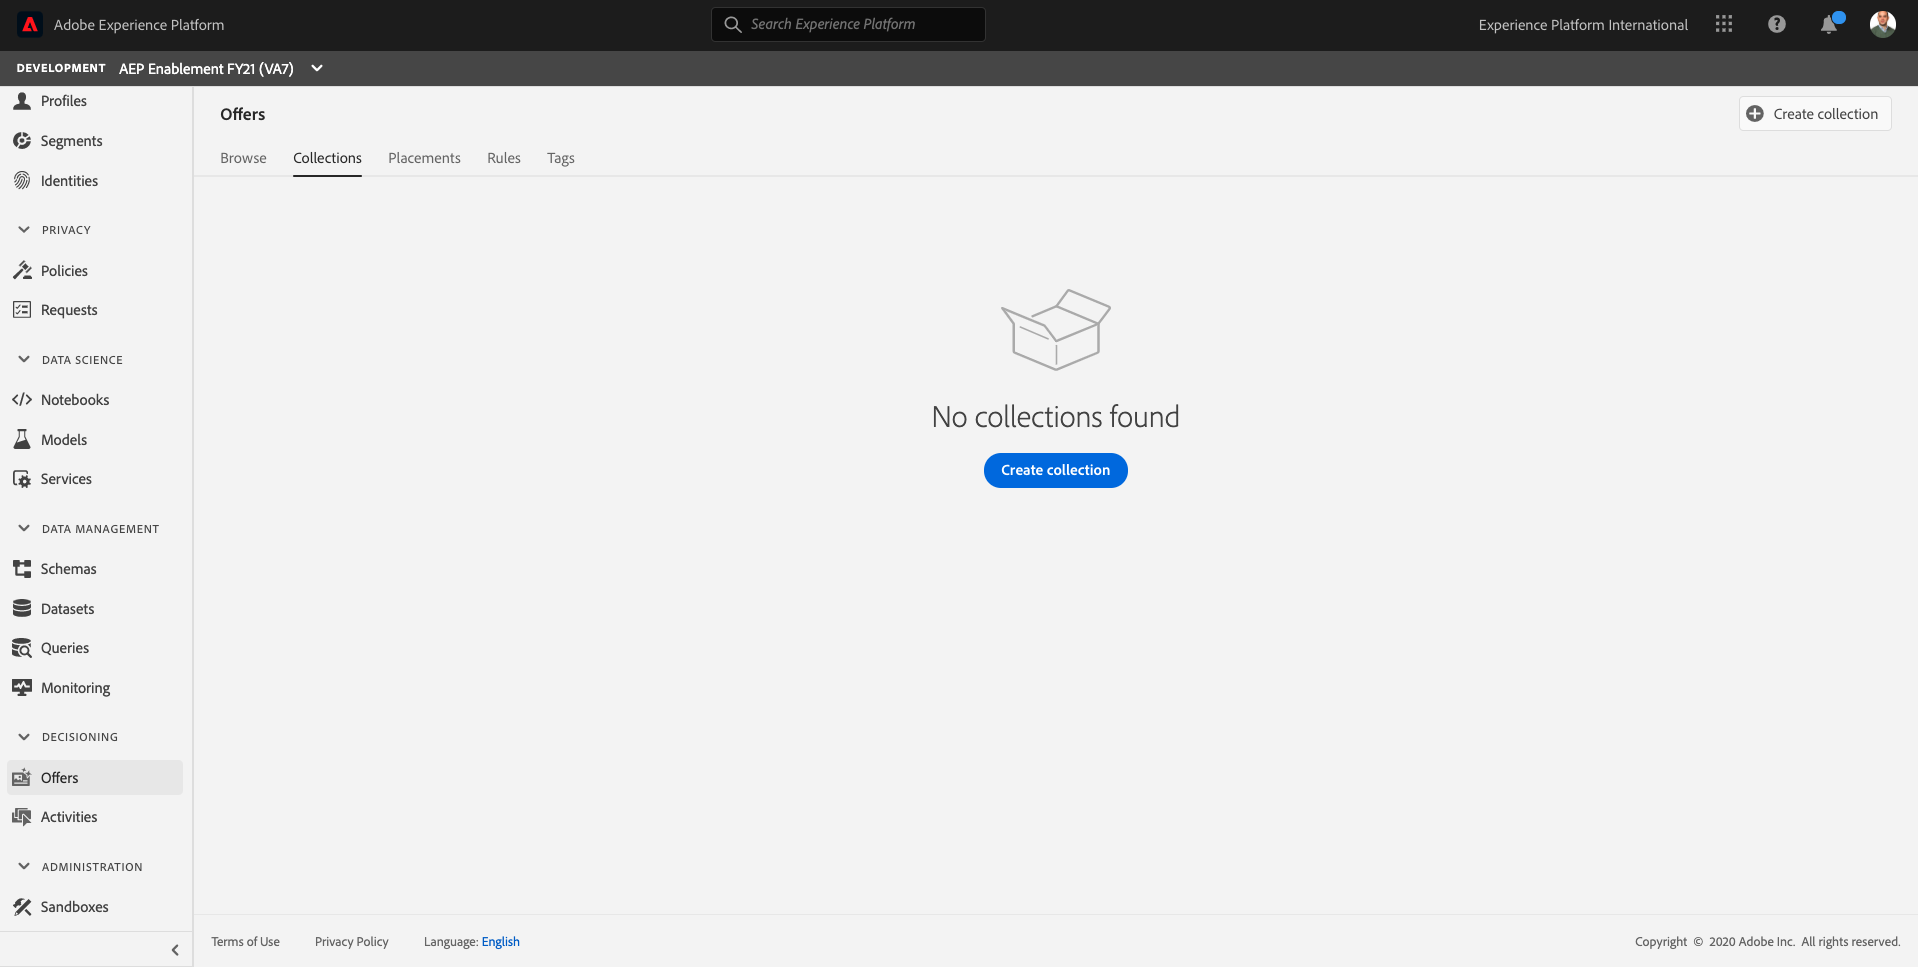 Adobe Experience Platform
Search Experience Platform
Experience Platform International
DEVELOPMENT AEP Enablement FY21 (VA7)
Profiles
Segments
Identities
PRIVACY
Policies
Requests
DATA SCIENCE
Notebooks
Models
Services
DATA MANAGEMENT
Schemas
Datasets
Queries
Monitoring
DECISIONING
Offers
Activities
ADMINISTRATION
Sandboxes
Offers
Create collection
Browse Collections Placements Rules Tags
No collections found
Create collection
Terms of Use Privacy Policy Language: English
Copyright © 2020 Adobe Inc. All rights reserved.